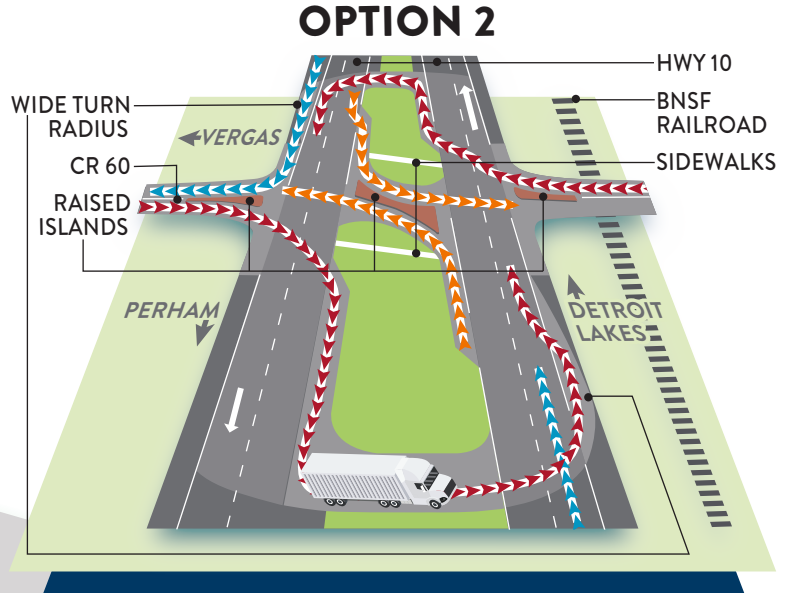 OPTION 2
HWY 10
WIDE TURN
RADIUS
BNSF
RAILROAD
VERGAS
CR 60
SIDEWALKS
RAISED
ISLANDS
PERHAM
DETROIT
LAKES